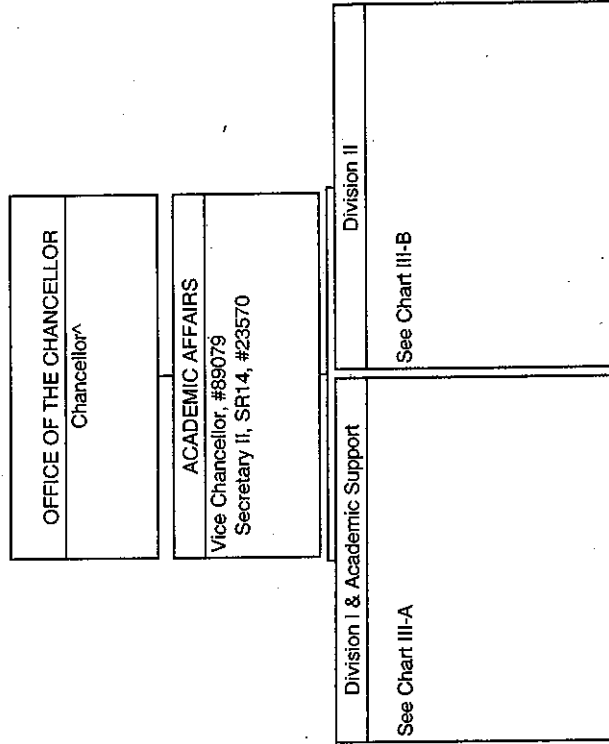 OFFICE OF THE CHANCELLOR
Chancellor^
ACADEMIC AFFAIRS
Vice Chancellor, #89079
Secretary II, SR14, #23570
Division I & Academic Support
See Chart III-A
Division II
See Chart III-B